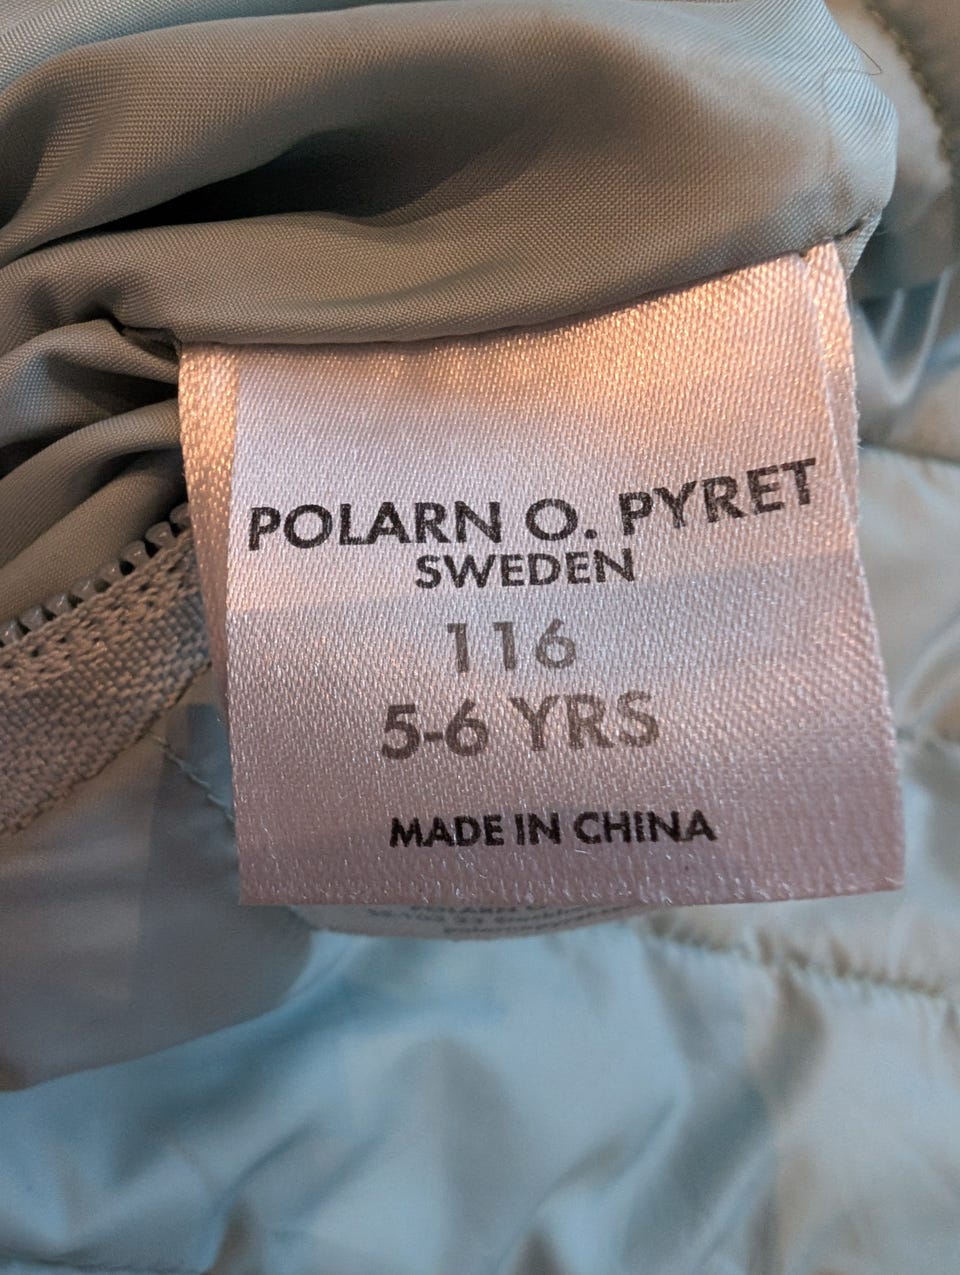 POLARN O. PYRET
SWEDEN
116
5-6 YRS
MADE IN CHINA